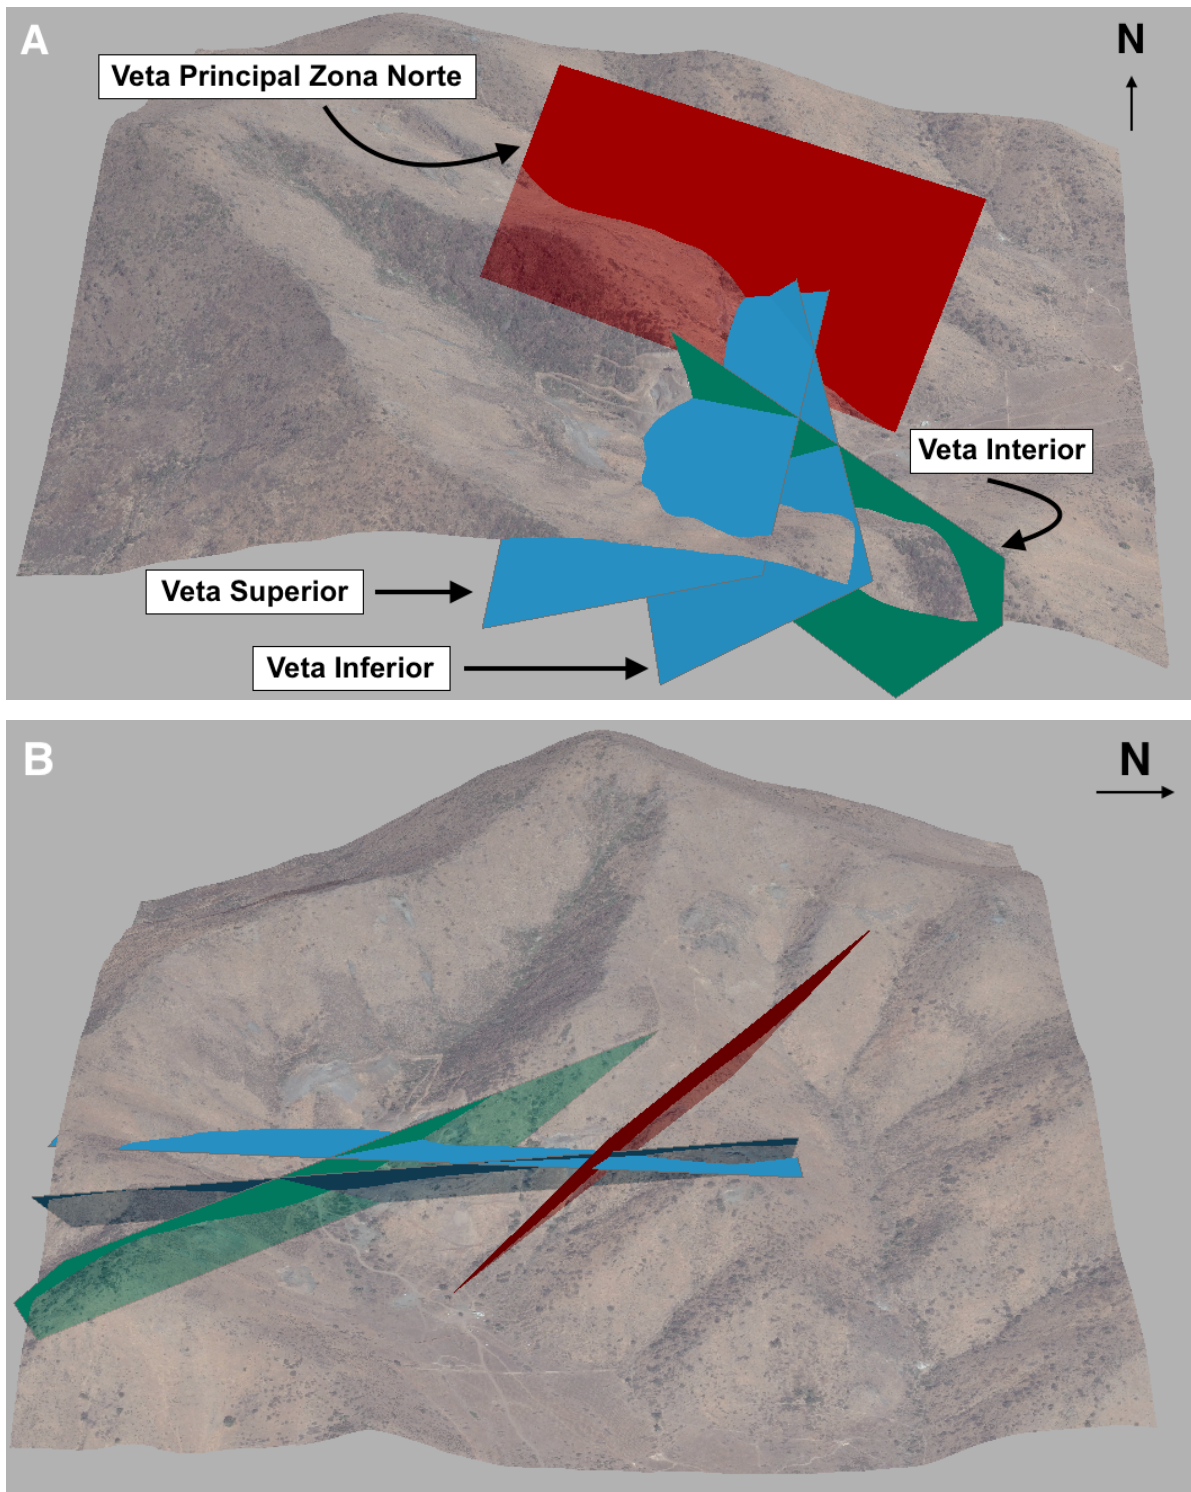 A
N
Veta Principal Zona Norte
Veta Interior
Veta Superior
Veta Inferior
B
N